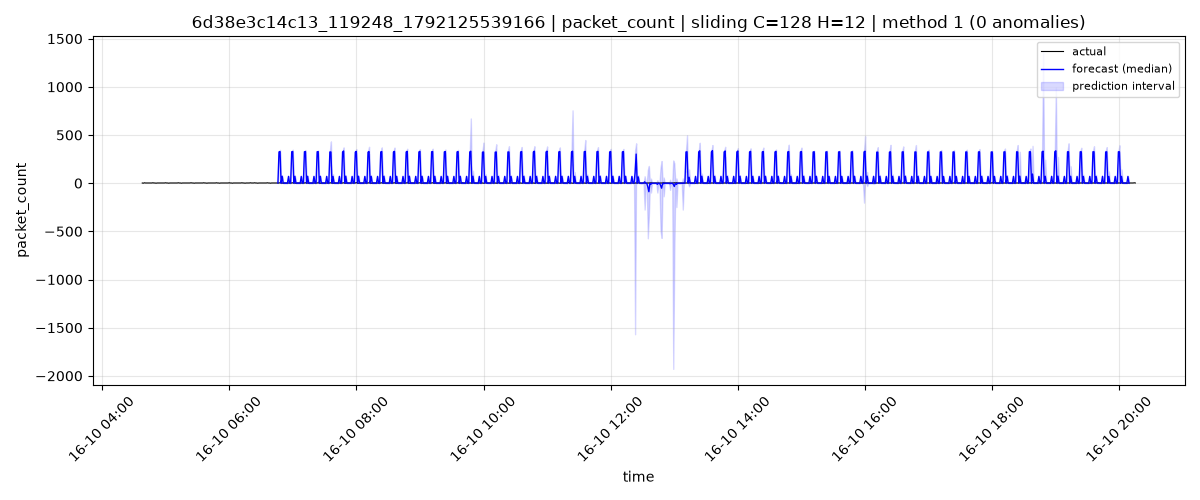 6d38e3c14c13_119248_1792125539166 | packet_count | sliding C=128 H=12 | method 1 (0 anomalies)
actual
forecast (median)
prediction interval
1500
1000
500
0
−500
−1000
−1500
−2000
packet_count
16-10 04:00
16-10 06:00
16-10 08:00
16-10 10:00
16-10 12:00
16-10 14:00
16-10 16:00
16-10 18:00
16-10 20:00
time